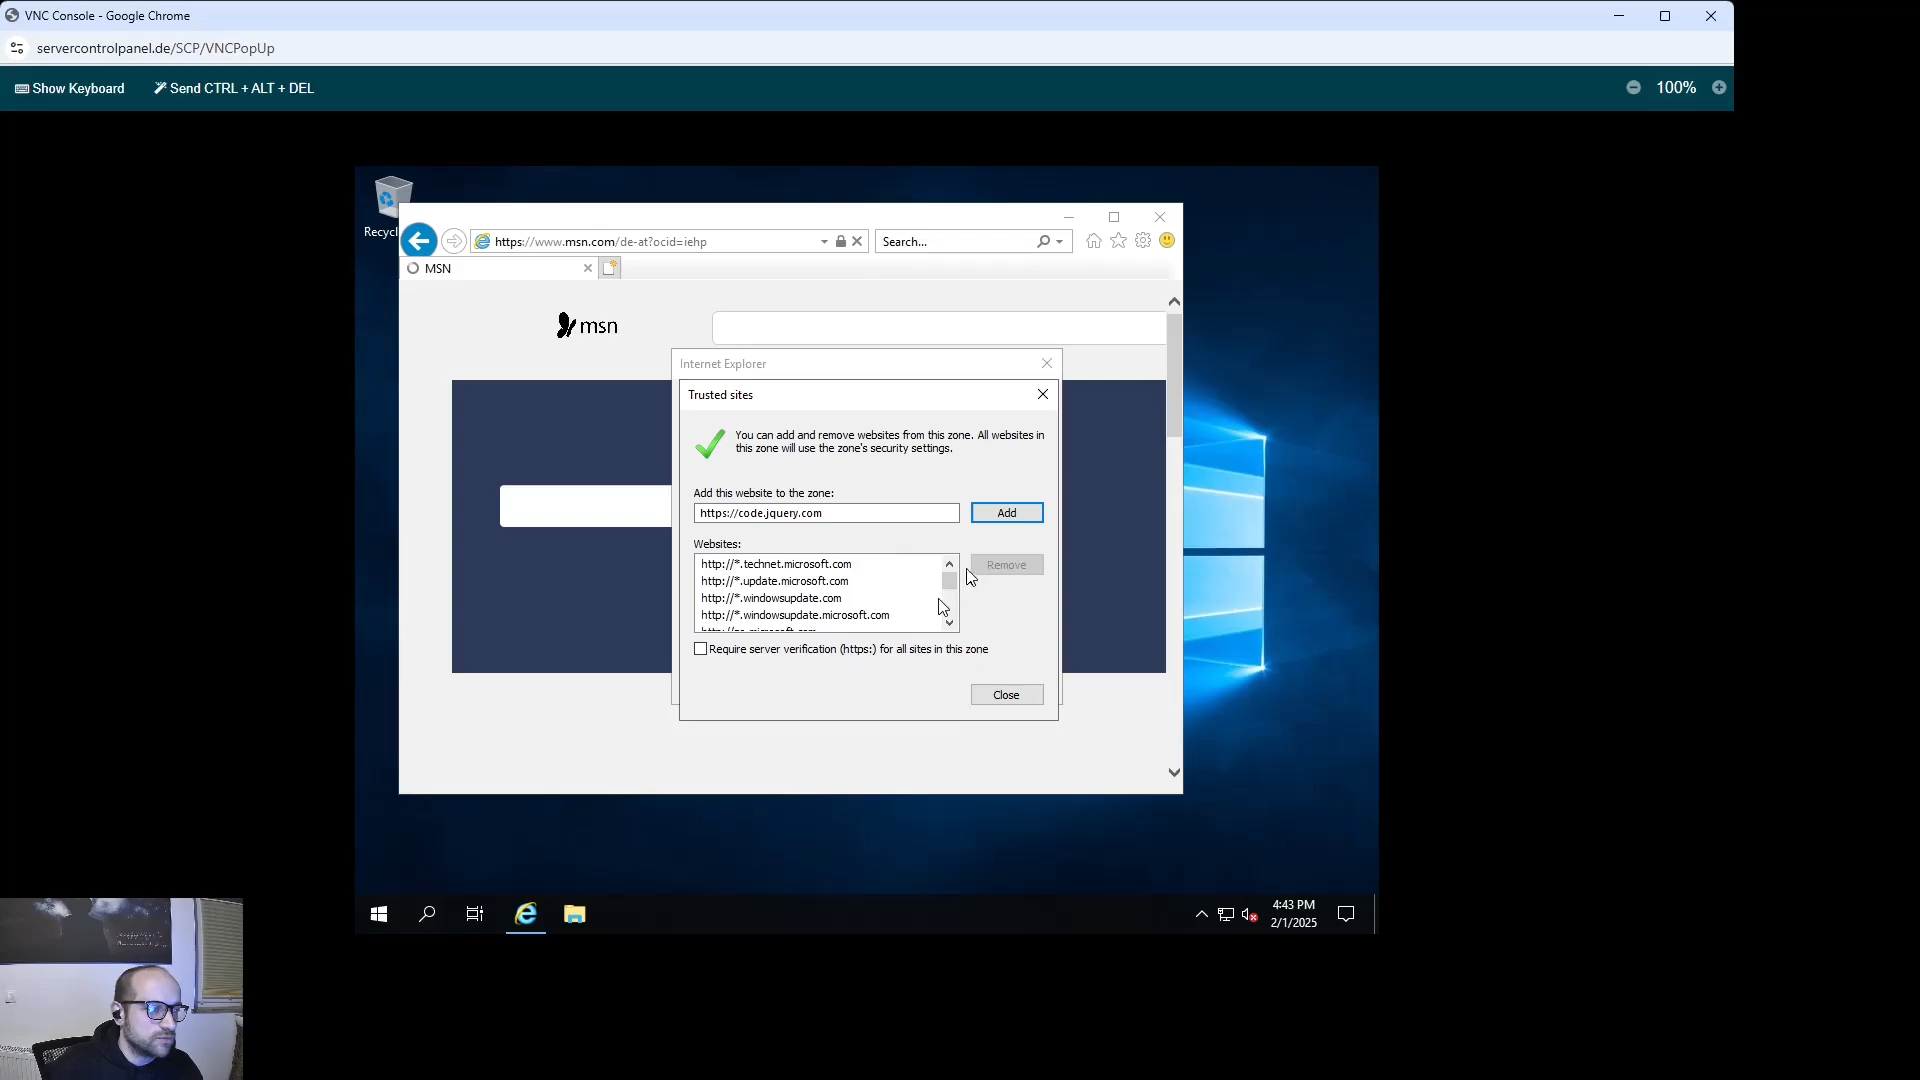 VNC Console - Google Chrome
servercontrolpanel.de/SCP/VNCPopUp
Show Keyboard
Send CTRL + ALT + DEL
100%
Recycl
https://www.msn.com/de-at?ocid=iehp
Search...
MSN
msn
Internet Explorer
Trusted sites
You can add and remove websites from this zone. All websites in
this zone will use the zone's security settings.
Add this website to the zone:
https://code.jquery.com
Add
Websites:
http://*.technet.microsoft.com
http://*.update.microsoft.com
http://*.windowsupdate.com
http://*.windowsupdate.microsoft.com
Remove
Require server verification (https:) for all sites in this zone
Close
4:43 PM
2/1/2025